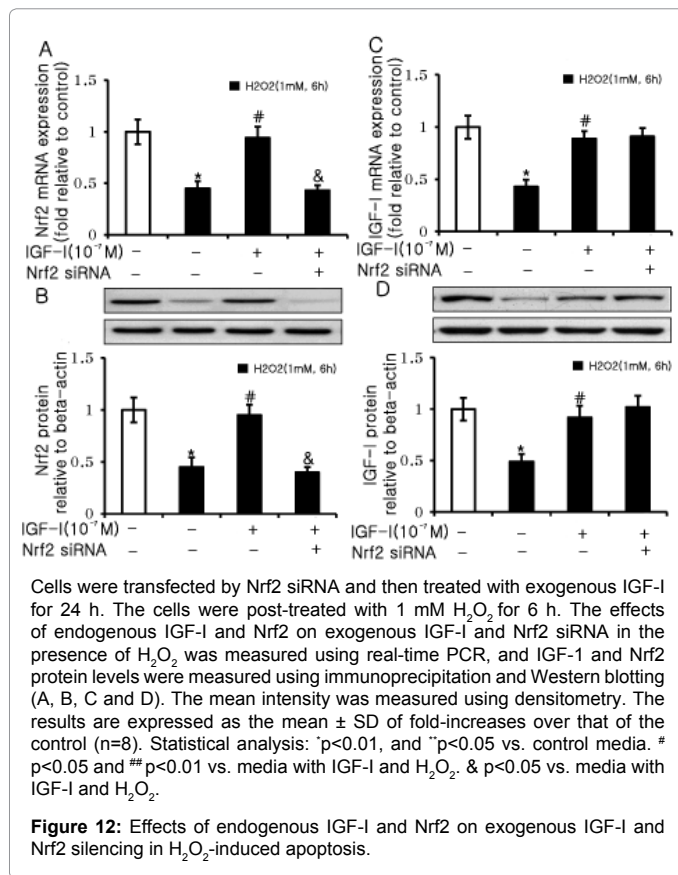 A
Nrf2 mRNA expression
(fold relative to control)
1.5
1
0.5
0
H2O2(1mM, 6h)
*
#
&
IGF-I(10⁻⁷M) – – + +
Nrf2 siRNA +
C
IGF-I mRNA expression
(fold relative to control)
1.5
1
0.5
0
H2O2(1mM, 6h)
*
#
IGF-I(10⁻⁷M) – – + +
Nrf2 siRNA +
B
Nrf2 protein
relative to beta-actin
1.5
1
0.5
0
H2O2(1mM, 6h)
*
#
&
IGF-I(10⁻⁷M) – – + +
Nrf2 siRNA +
D
IGF-I protein
relative to beta-actin
1.5
1
0.5
0
H2O2(1mM, 6h)
*
#
IGF-I(10⁻⁷M) – – + +
Nrf2 siRNA +
Cells were transfected by Nrf2 siRNA and then treated with exogenous IGF-I
for 24 h. The cells were post-treated with 1 mM H₂O₂ for 6 h. The effects
of endogenous IGF-I and Nrf2 on exogenous IGF-I and Nrf2 siRNA in the
presence of H₂O₂ was measured using real-time PCR, and IGF-1 and Nrf2
protein levels were measured using immunoprecipitation and Western blotting
(A, B, C and D). The mean intensity was measured using densitometry. The
results are expressed as the mean ± SD of fold-increases over that of the
control (n=8). Statistical analysis: *p<0.01, and **p<0.05 vs. control media. #
p<0.05 and ## p<0.01 vs. media with IGF-I and H₂O₂. & p<0.05 vs. media with
IGF-I and H₂O₂.
Figure 12: Effects of endogenous IGF-I and Nrf2 on exogenous IGF-I and
Nrf2 silencing in H₂O₂-induced apoptosis.